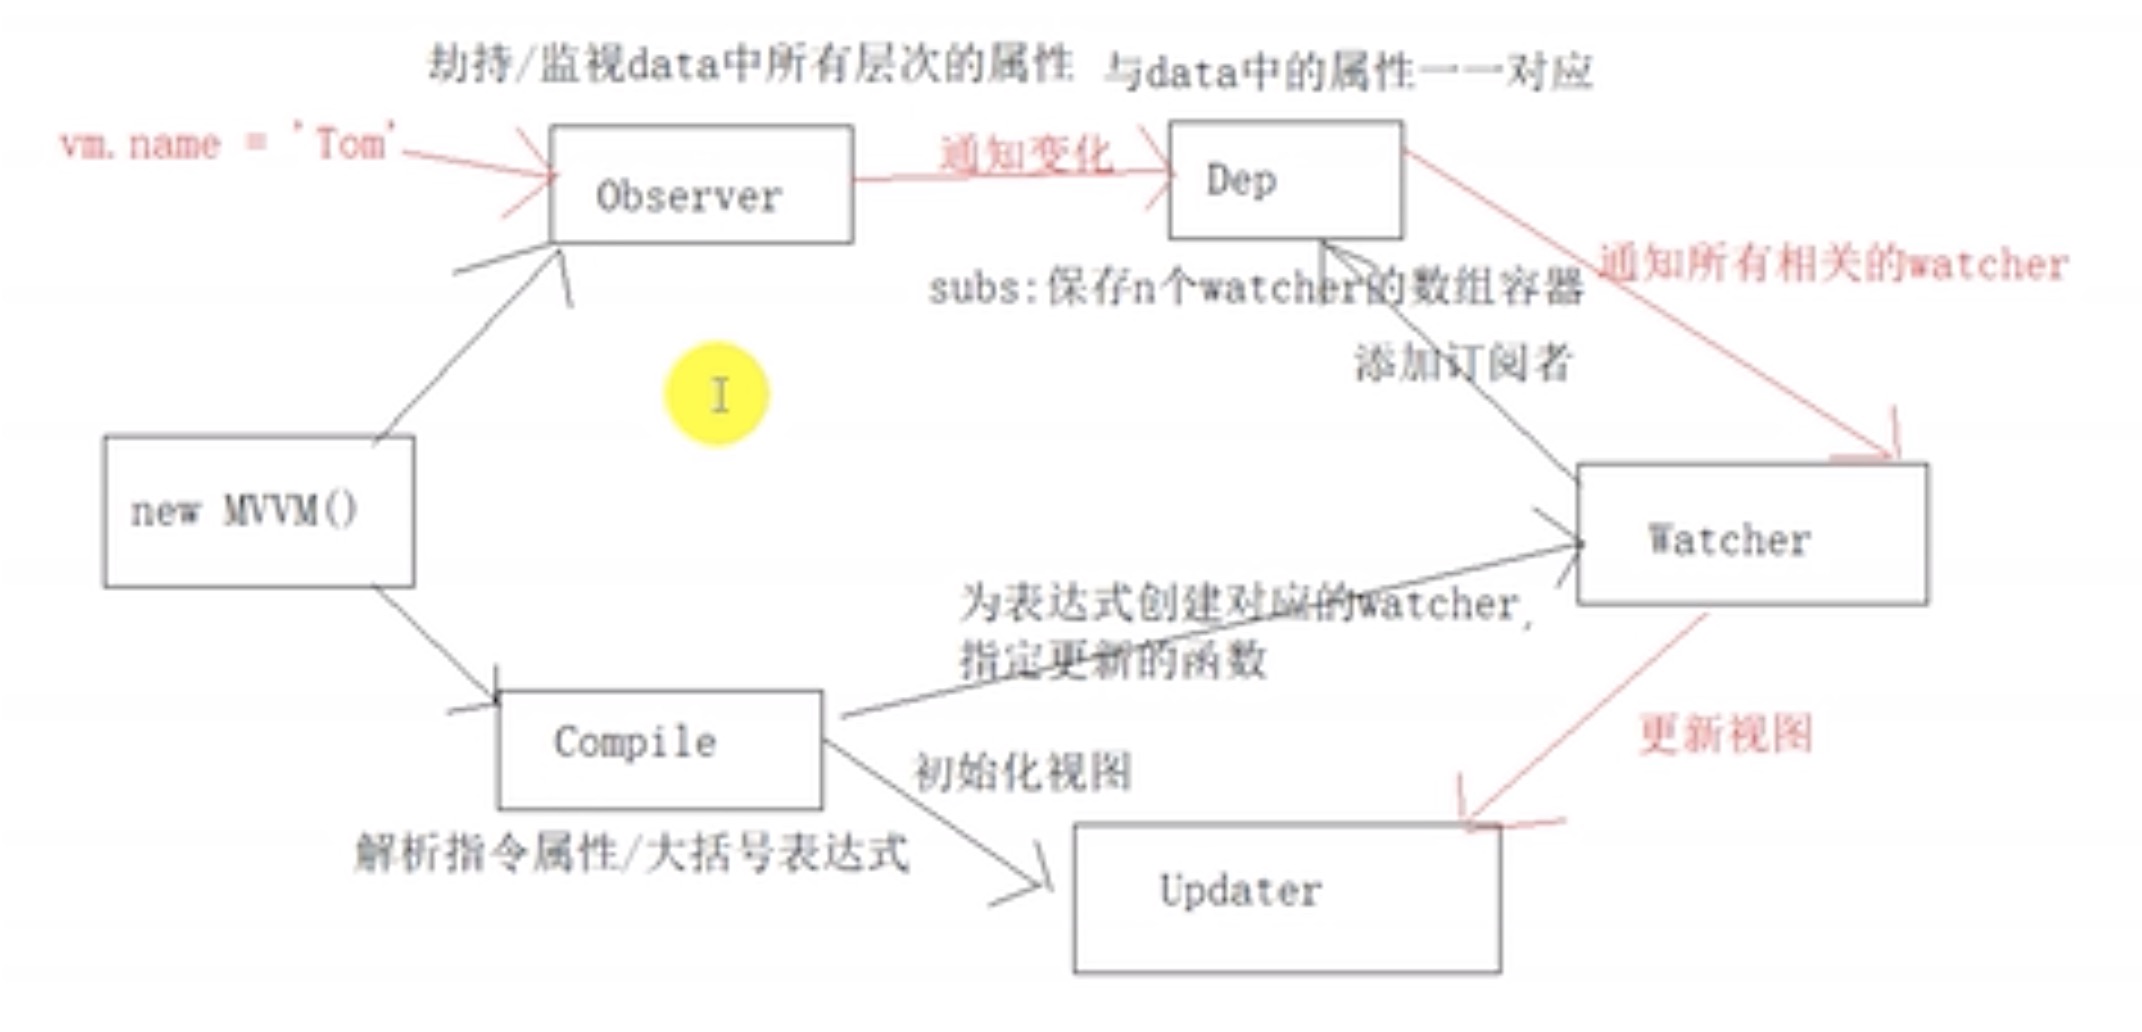 劫持/监视data中所有层次的属性
与data中的属性一一对应
vm.name = 'Tom'
Observer
通知变化
Dep
通知所有相关的watcher
subs:保存n个watcher的数组容器
添加订阅者
new MVVM()
Watcher
为表达式创建对应的watcher,
指定更新的函数
Compile
初始化视图
更新视图
解析指令属性/大括号表达式
Updater